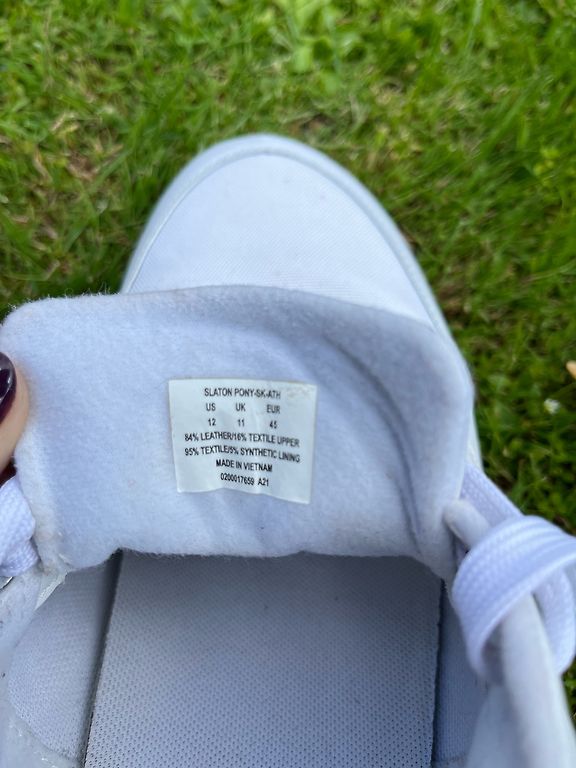 SLATON PONY-SK-ATH
US UK EUR
12 11 45
84% LEATHER/16% TEXTILE UPPER
95% TEXTILE/5% SYNTHETIC LINING
MADE IN VIETNAM
0200017659 A21